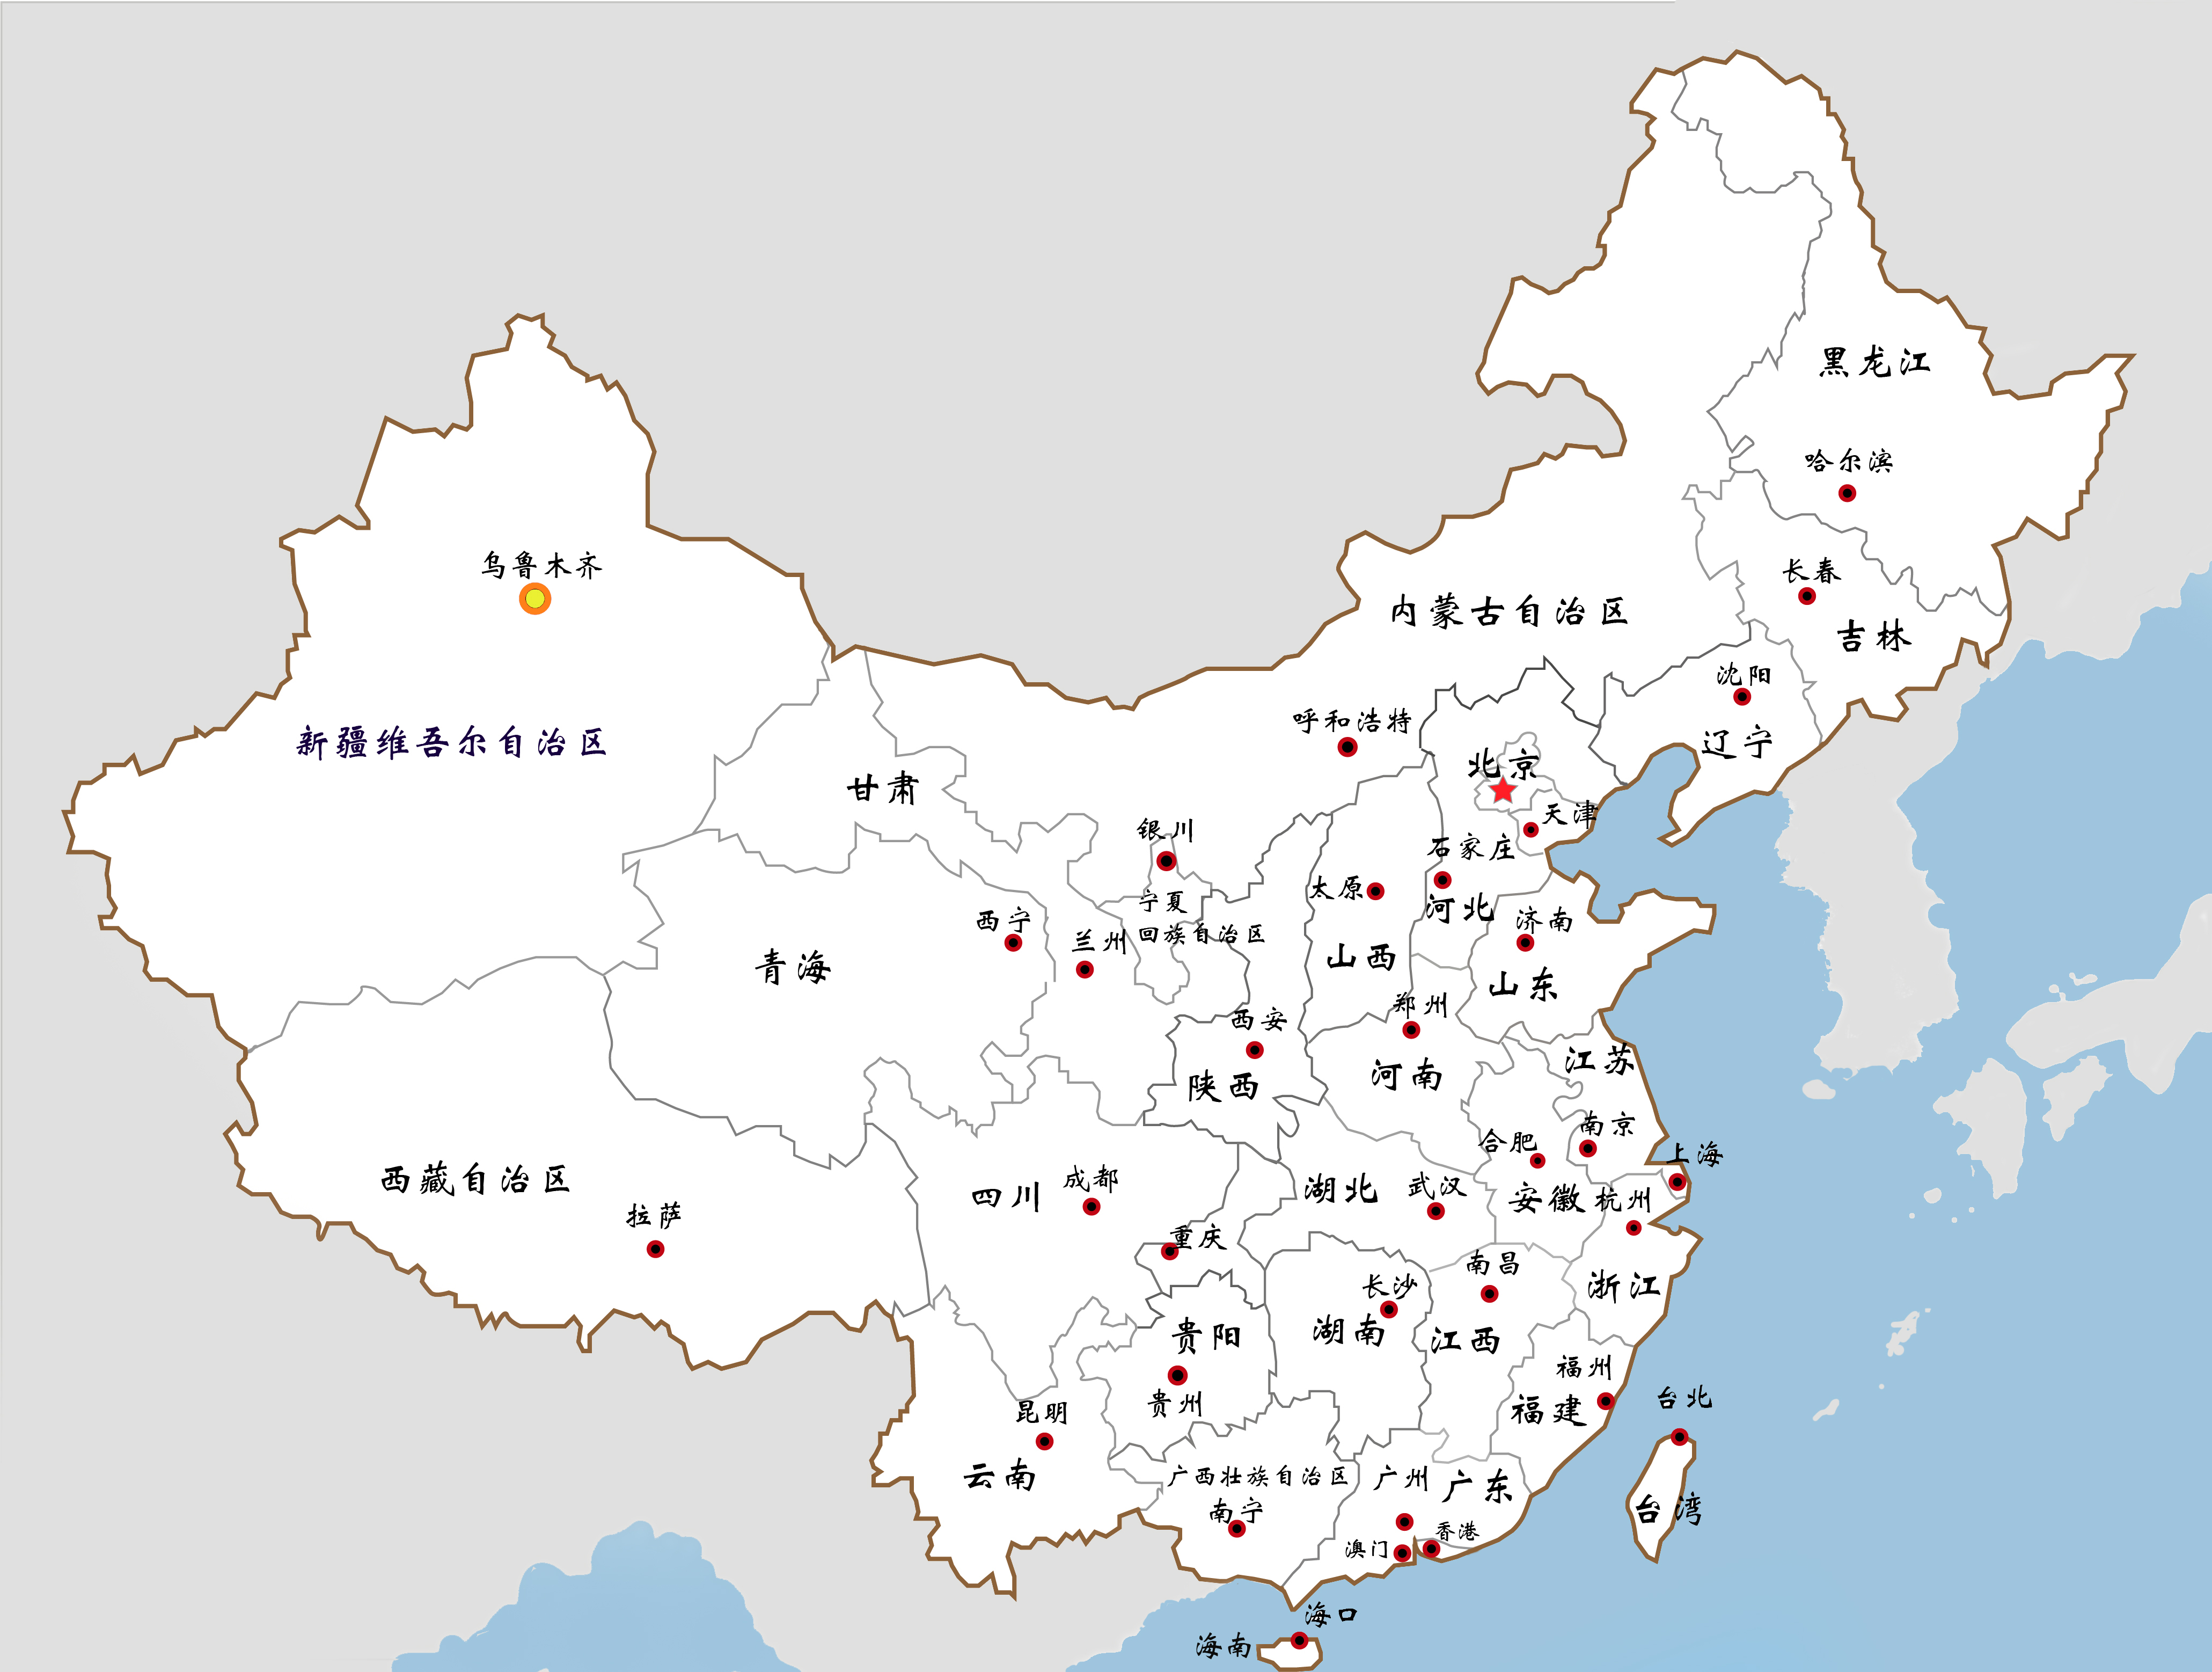 黑龙江
哈尔滨
长春
吉林
乌鲁木齐
内蒙古自治区
沈阳
辽宁
呼和浩特
新疆维吾尔自治区
北京
甘肃
天津
银川
石家庄
太原
宁夏
河北
西宁
济南
兰州
回族自治区
山西
青海
山东
郑州
西安
江苏
河南
陕西
南京
合肥
上海
西藏自治区
成都
四川
湖北
武汉
安徽
杭州
拉萨
重庆
南昌
长沙
浙江
贵阳
湖南
江西
福州
贵州
台北
昆明
福建
云南
广西壮族自治区
广州
广东
南宁
台湾
香港
澳门
海口
海南